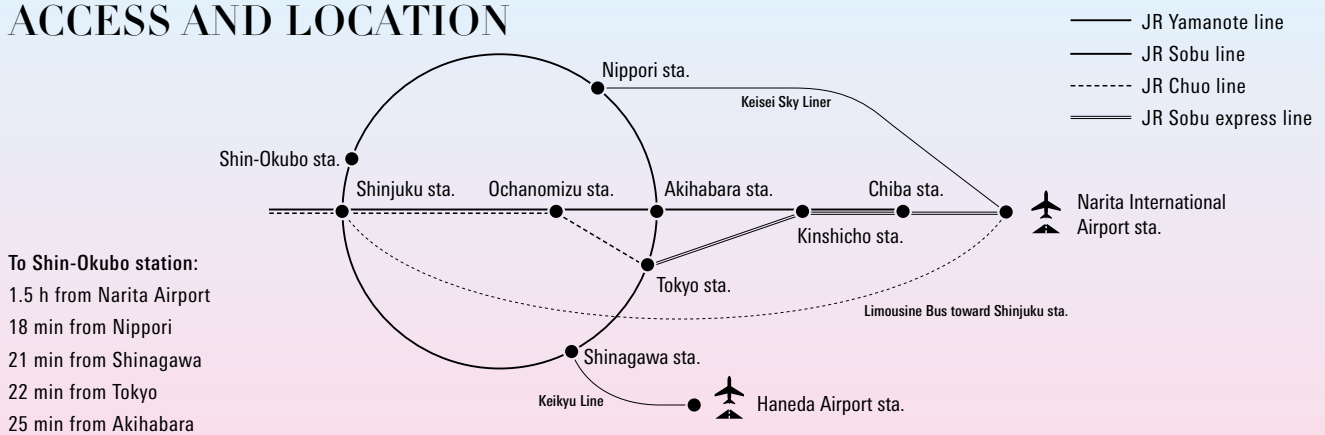 ACCESS AND LOCATION
JR Yamanote line
JR Sobu line
JR Chuo line
JR Sobu express line
Nippori sta.
Keisei Sky Liner
Shin-Okubo sta.
Shinjuku sta.
Ochanomizu sta.
Akihabara sta.
Chiba sta.
Narita International
Airport sta.
Kinshicho sta.
Tokyo sta.
Limousine Bus toward Shinjuku sta.
Shinagawa sta.
Keikyu Line
Haneda Airport sta.
To Shin-Okubo station:
1.5 h from Narita Airport
18 min from Nippori
21 min from Shinagawa
22 min from Tokyo
25 min from Akihabara